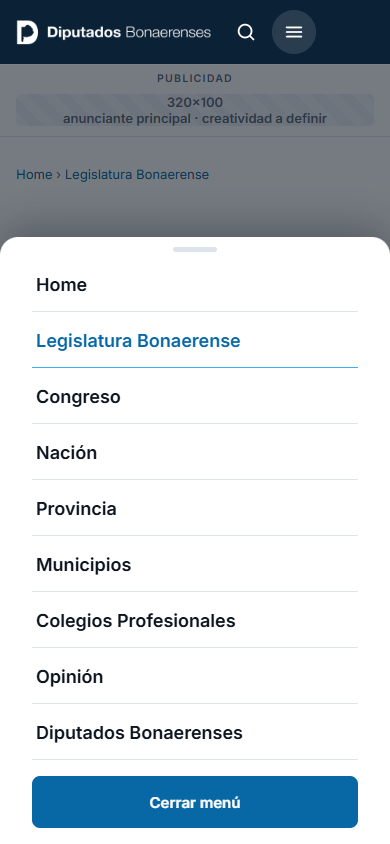 Diputados Bonaerenses
PUBLICIDAD
320×100
anunciante principal · creatividad a definir
Home › Legislatura Bonaerense
Home
Legislatura Bonaerense
Congreso
Nación
Provincia
Municipios
Colegios Profesionales
Opinión
Diputados Bonaerenses
Cerrar menú